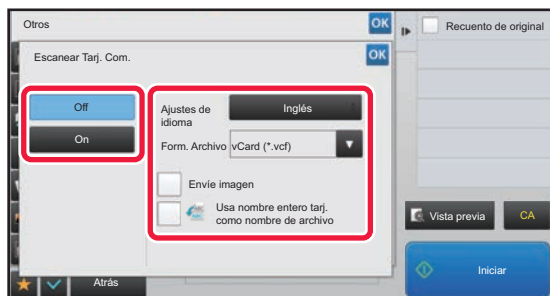 Otros
OK
Recuento de original
Escanear Tarj. Com.
OK
Off
On
Ajustes de
idioma
Inglés
Form. Archivo
vCard (*.vcf)
Envíe imagen
Usa nombre entero tarj.
como nombre de archivo
Vista previa
CA
Atrás
Iniciar